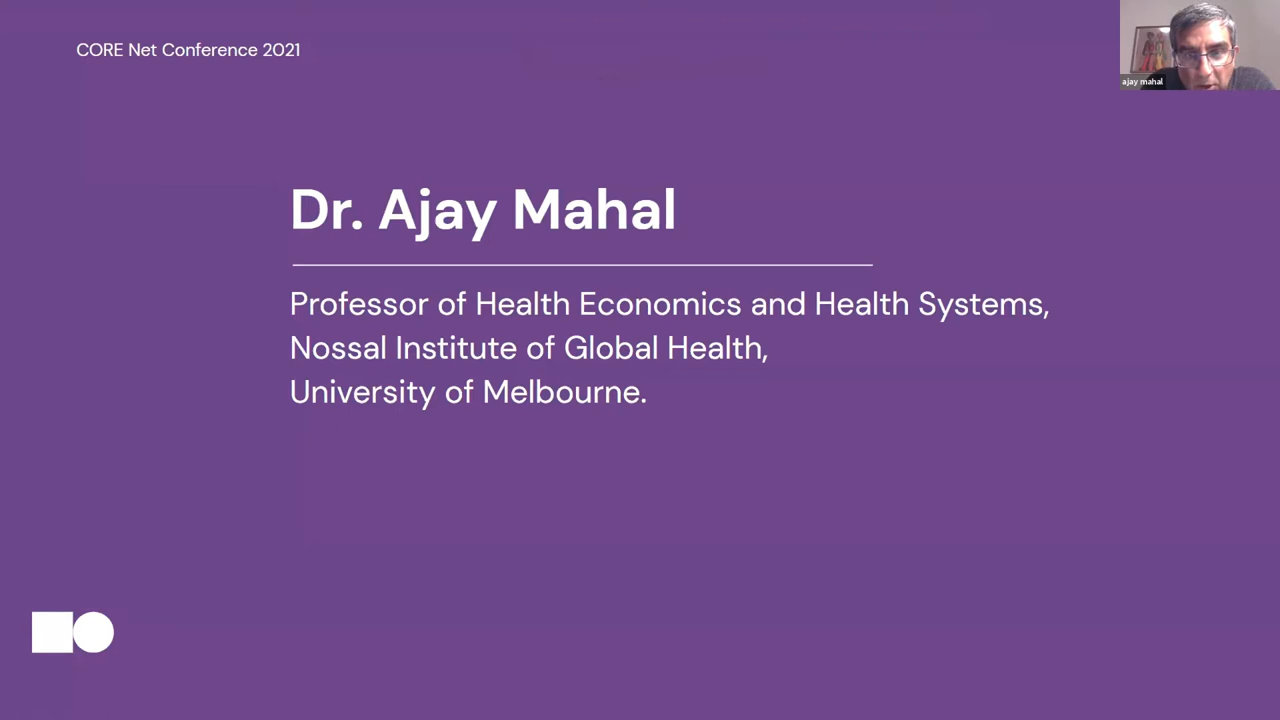 CORE Net Conference 2021
ajay mahal
Dr. Ajay Mahal
Professor of Health Economics and Health Systems,
Nossal Institute of Global Health,
University of Melbourne.